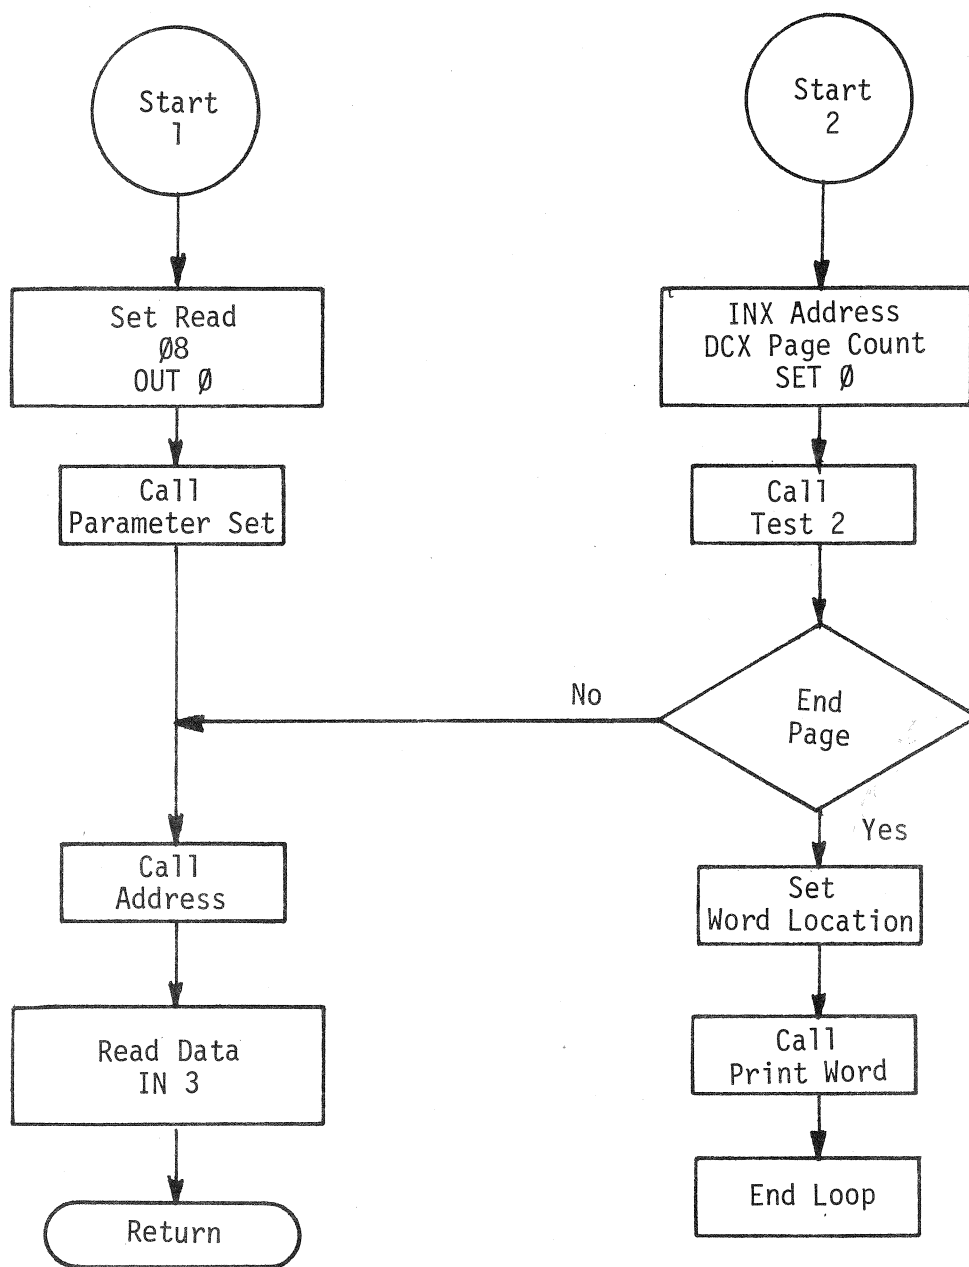 Start
1
Set Read
Ø8
OUT Ø
Call
Parameter Set
Call
Address
Read Data
IN 3
Return
Start
2
INX Address
DCX Page Count
SET Ø
Call
Test 2
End
Page
No
Yes
Set
Word Location
Call
Print Word
End Loop